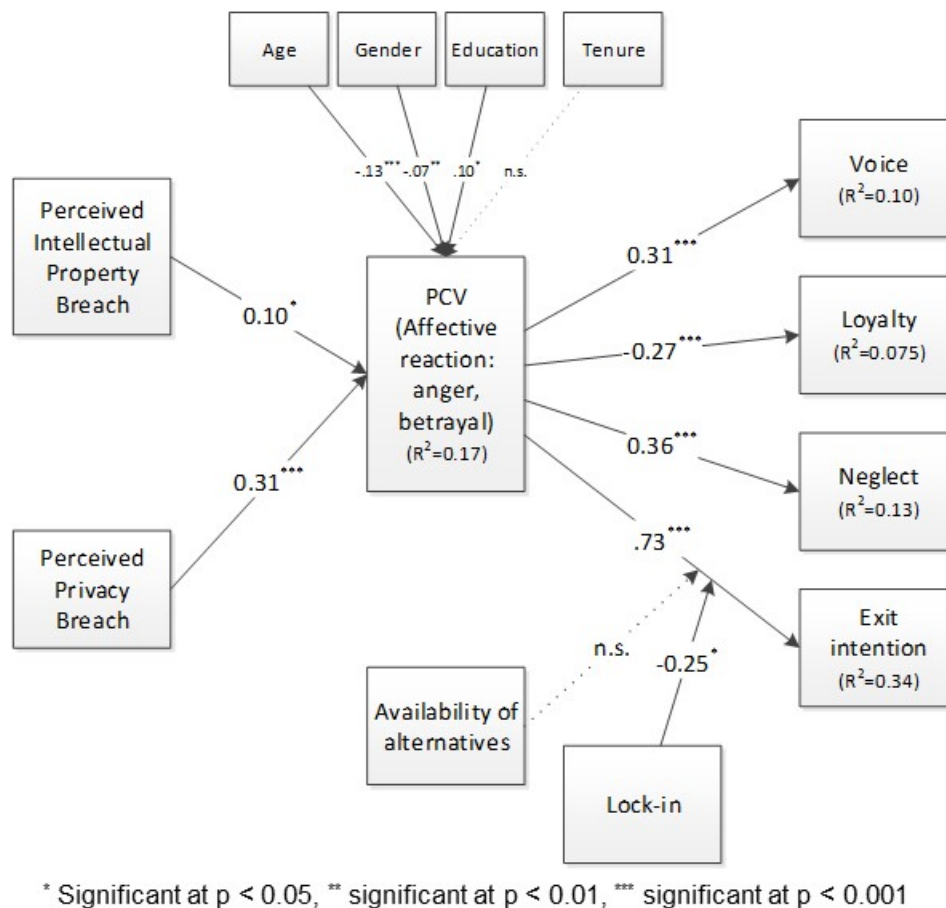 Age
Gender
Education
Tenure
-.13***
-.07**
.10*
n.s.
Perceived
Intellectual
Property
Breach
0.10*
Perceived
Privacy
Breach
0.31***
PCV
(Affective
reaction:
anger,
betrayal)
(R²=0.17)
0.31***
-0.27***
0.36***
.73***
Voice
(R²=0.10)
Loyalty
(R²=0.075)
Neglect
(R²=0.13)
Exit
intention
(R²=0.34)
n.s.
-0.25*
Availability of
alternatives
Lock-in
* Significant at p < 0.05, ** significant at p < 0.01, *** significant at p < 0.001